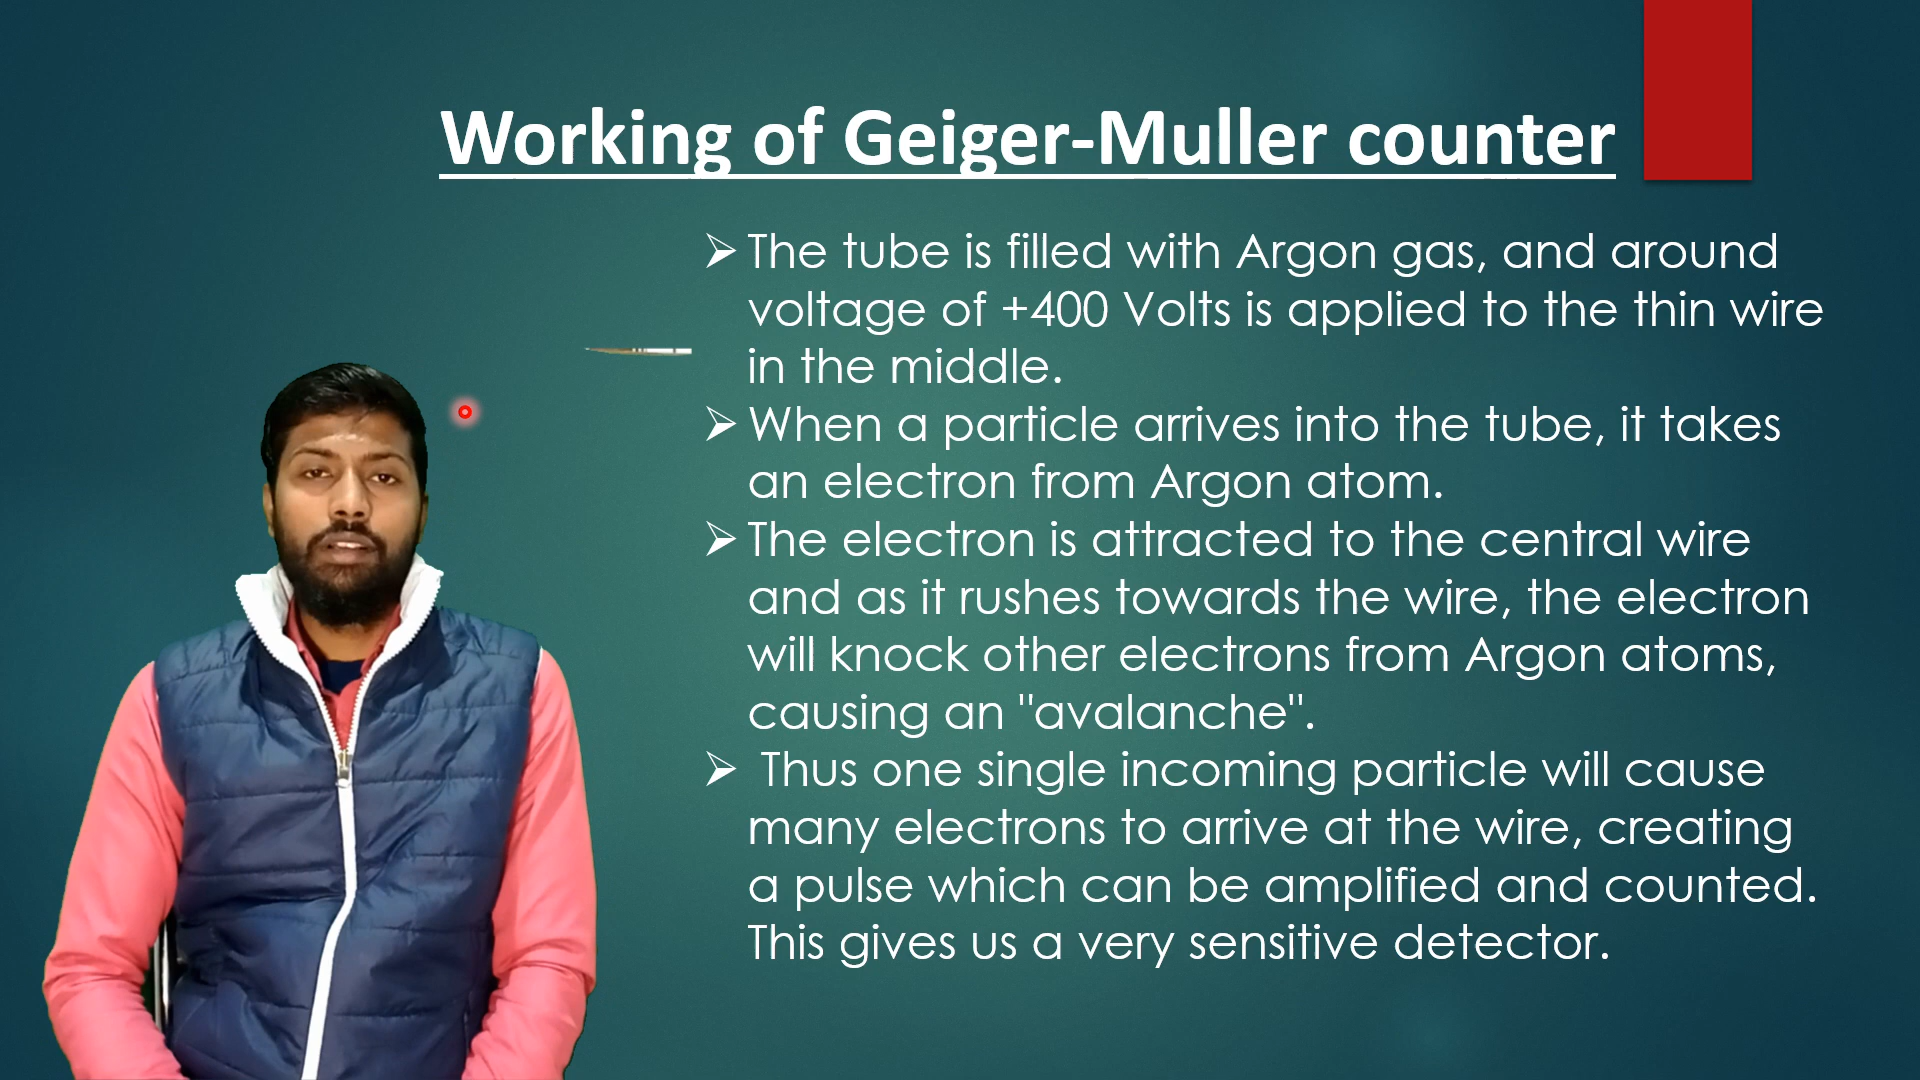 Working of Geiger-Muller counter
➢ The tube is filled with Argon gas, and around
voltage of +400 Volts is applied to the thin wire
in the middle.
➢ When a particle arrives into the tube, it takes
an electron from Argon atom.
➢ The electron is attracted to the central wire
and as it rushes towards the wire, the electron
will knock other electrons from Argon atoms,
causing an "avalanche".
➢ Thus one single incoming particle will cause
many electrons to arrive at the wire, creating
a pulse which can be amplified and counted.
This gives us a very sensitive detector.